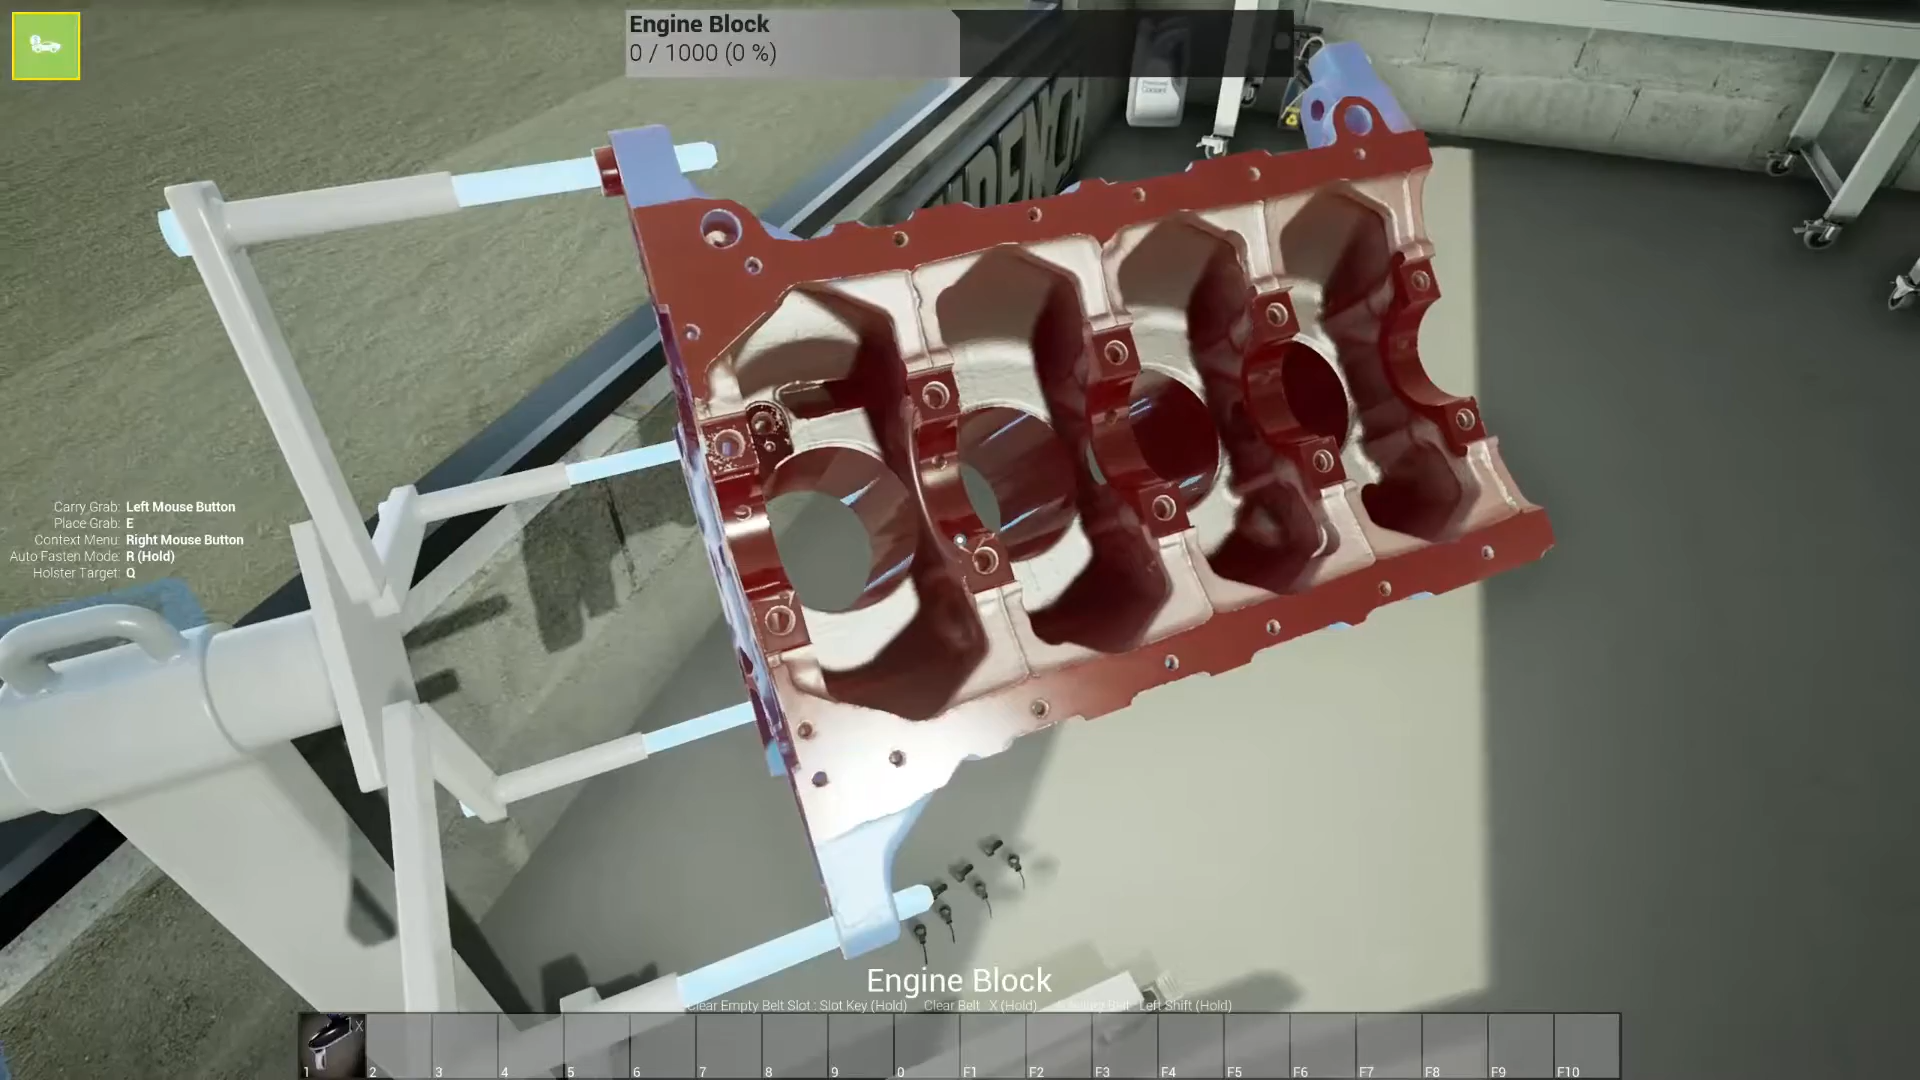 Engine Block
0 / 1000 (0 %)
Carry Grab: Left Mouse Button
Place Grab: E
Context Menu: Right Mouse Button
Auto Fasten Mode: R (Hold)
Holster Target: Q
Engine Block
Clear Empty Belt Slot : Slot Key (Hold) Clear Belt X (Hold) Belt : Left Shift (Hold)
X
1 2 3 4 5 6 7 8 9 0 F1 F2 F3 F4 F5 F6 F7 F8 F9 F10